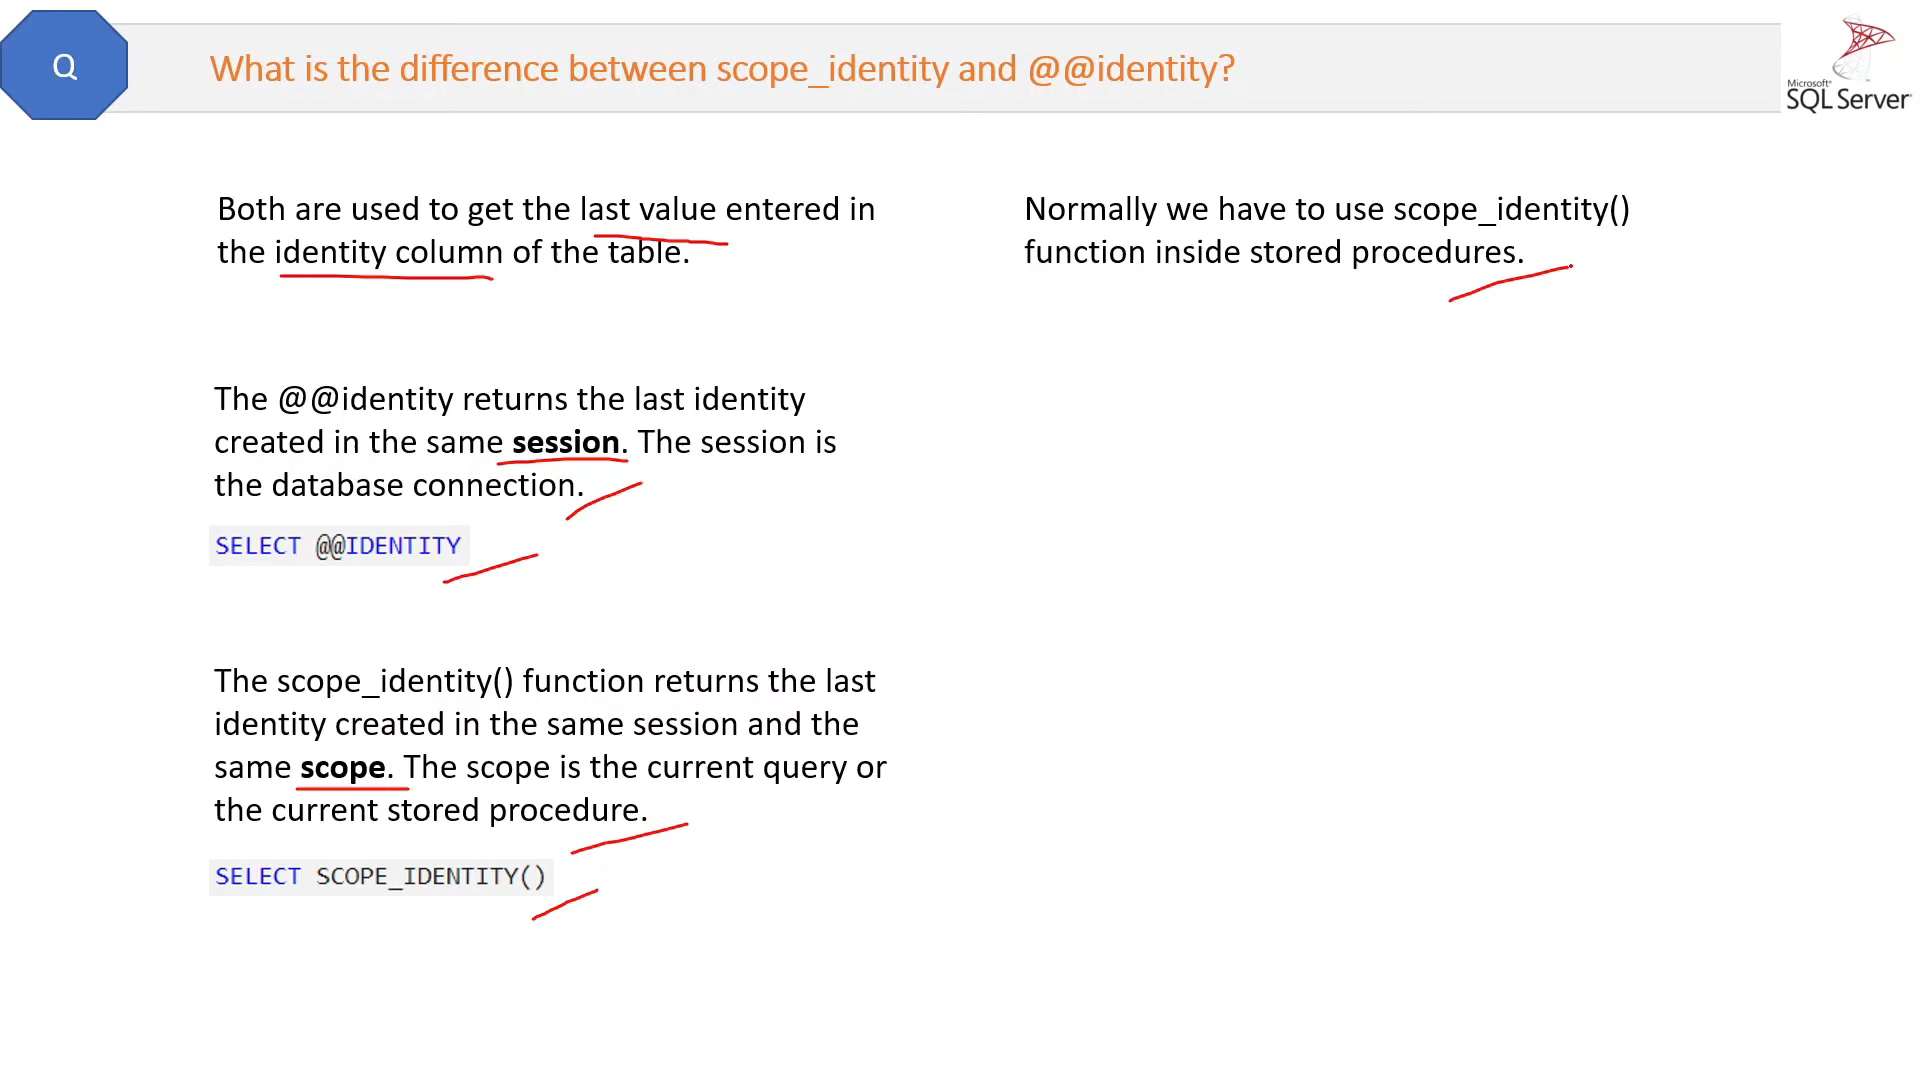 Q
What is the difference between scope_identity and @@identity?
Microsoft®
SQL Server®
Both are used to get the last value entered in
the identity column of the table.
The @@identity returns the last identity
created in the same session. The session is
the database connection.
SELECT @@IDENTITY
The scope_identity() function returns the last
identity created in the same session and the
same scope. The scope is the current query or
the current stored procedure.
SELECT SCOPE_IDENTITY()
Normally we have to use scope_identity()
function inside stored procedures.